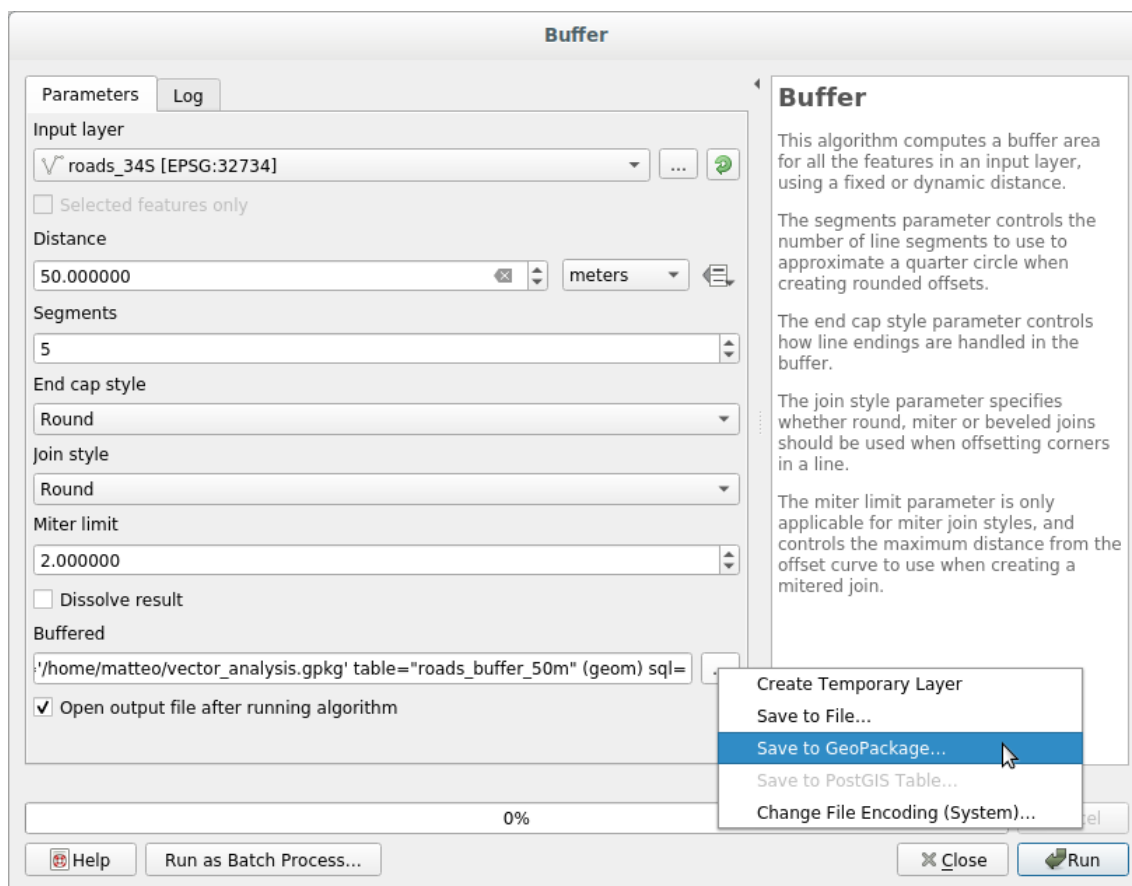 Buffer
Parameters
Log
Input layer
roads_34S [EPSG:32734]
...
Selected features only
Distance
50.000000
meters
Segments
5
End cap style
Round
Join style
Round
Miter limit
2.000000
Dissolve result
Buffered
'/home/matteo/vector_analysis.gpkg' table="roads_buffer_50m" (geom) sql=
Open output file after running algorithm
Buffer
This algorithm computes a buffer area
for all the features in an input layer,
using a fixed or dynamic distance.
The segments parameter controls the
number of line segments to use to
approximate a quarter circle when
creating rounded offsets.
The end cap style parameter controls
how line endings are handled in the
buffer.
The join style parameter specifies
whether round, miter or beveled joins
should be used when offsetting corners
in a line.
The miter limit parameter is only
applicable for miter join styles, and
controls the maximum distance from the
offset curve to use when creating a
mitered join.
Create Temporary Layer
Save to File...
Save to GeoPackage...
Save to PostGIS Table...
Change File Encoding (System)...
0%
Help
Run as Batch Process...
Close
Run